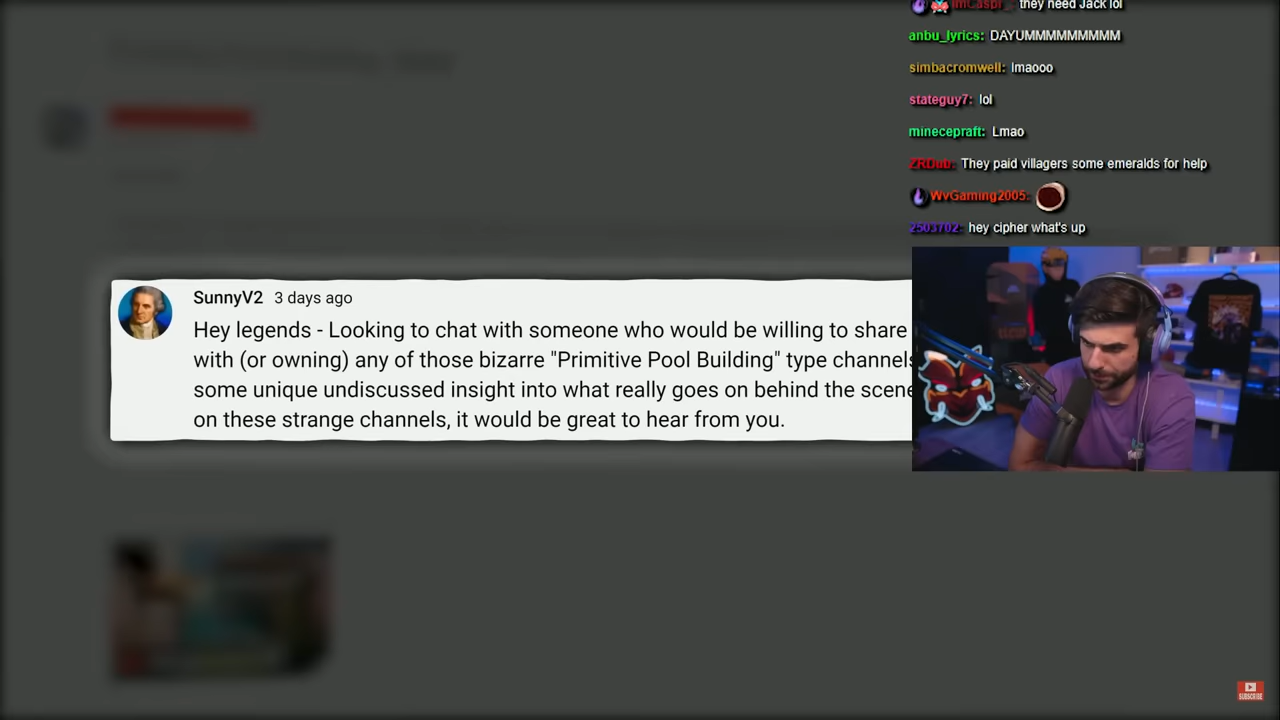 ImCaspr_: they need Jack lol
anbu_lyrics: DAYUMMMMMMMMM
simbacromwell: lmaooo
stateguy7: lol
minecepraft: Lmao
ZRDub: They paid villagers some emeralds for help
WvGaming2005:
2503702: hey cipher what's up
SunnyV2 3 days ago
Hey legends - Looking to chat with someone who would be willing to share
with (or owning) any of those bizarre "Primitive Pool Building" type channels
some unique undiscussed insight into what really goes on behind the scene
on these strange channels, it would be great to hear from you.
SUBSCRIBE